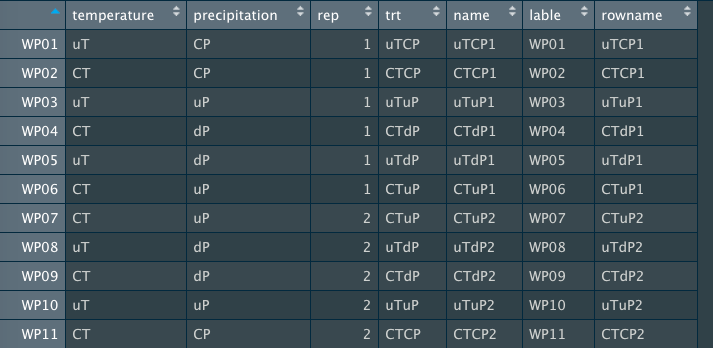 temperature precipitation rep trt name lable rowname
WP01 uT CP 1 uTCP uTCP1 WP01 uTCP1
WP02 CT CP 1 CTCP CTCP1 WP02 CTCP1
WP03 uT uP 1 uTuP uTuP1 WP03 uTuP1
WP04 CT dP 1 CTdP CTdP1 WP04 CTdP1
WP05 uT dP 1 uTdP uTdP1 WP05 uTdP1
WP06 CT uP 1 CTuP CTuP1 WP06 CTuP1
WP07 CT uP 2 CTuP CTuP2 WP07 CTuP2
WP08 uT dP 2 uTdP uTdP2 WP08 uTdP2
WP09 CT dP 2 CTdP CTdP2 WP09 CTdP2
WP10 uT uP 2 uTuP uTuP2 WP10 uTuP2
WP11 CT CP 2 CTCP CTCP2 WP11 CTCP2